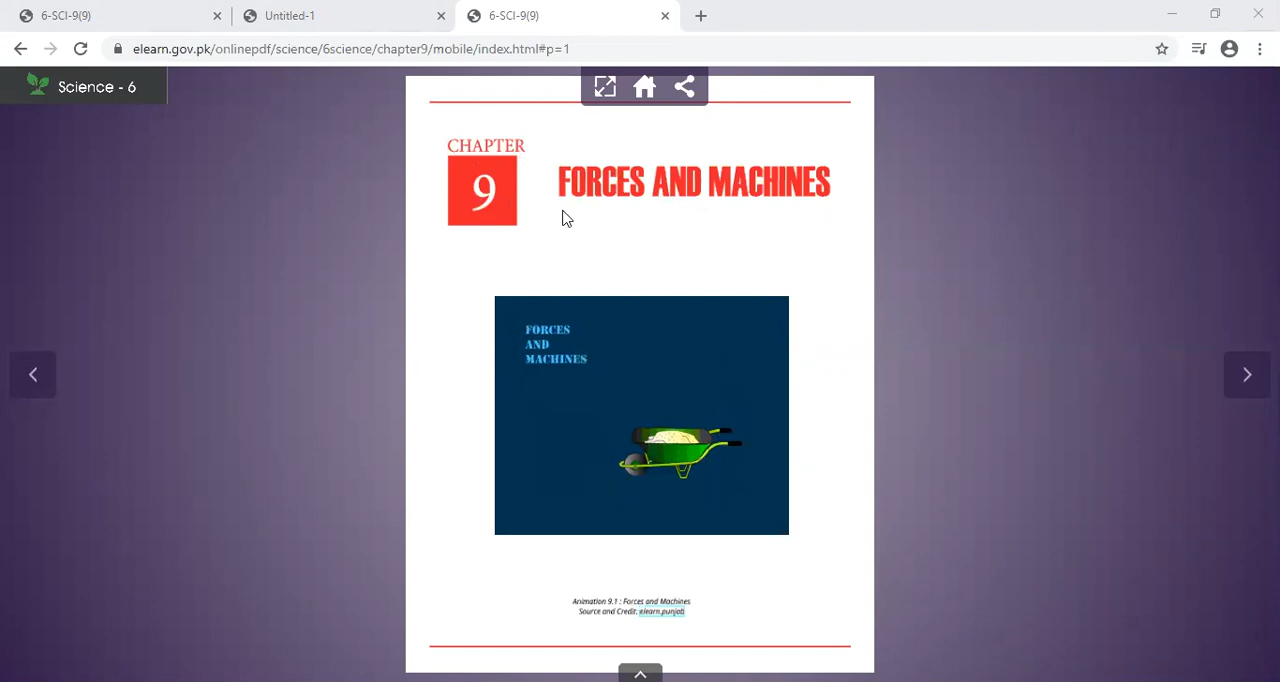 6-SCI-9(9)
Untitled-1
6-SCI-9(9)
elearn.gov.pk/onlinepdf/science/6science/chapter9/mobile/index.html#p=1
Science - 6
CHAPTER
9
FORCES AND MACHINES
FORCES
AND
MACHINES
Animation 9.1 : Forces and Machines
Source and Credit: elearn.punjab